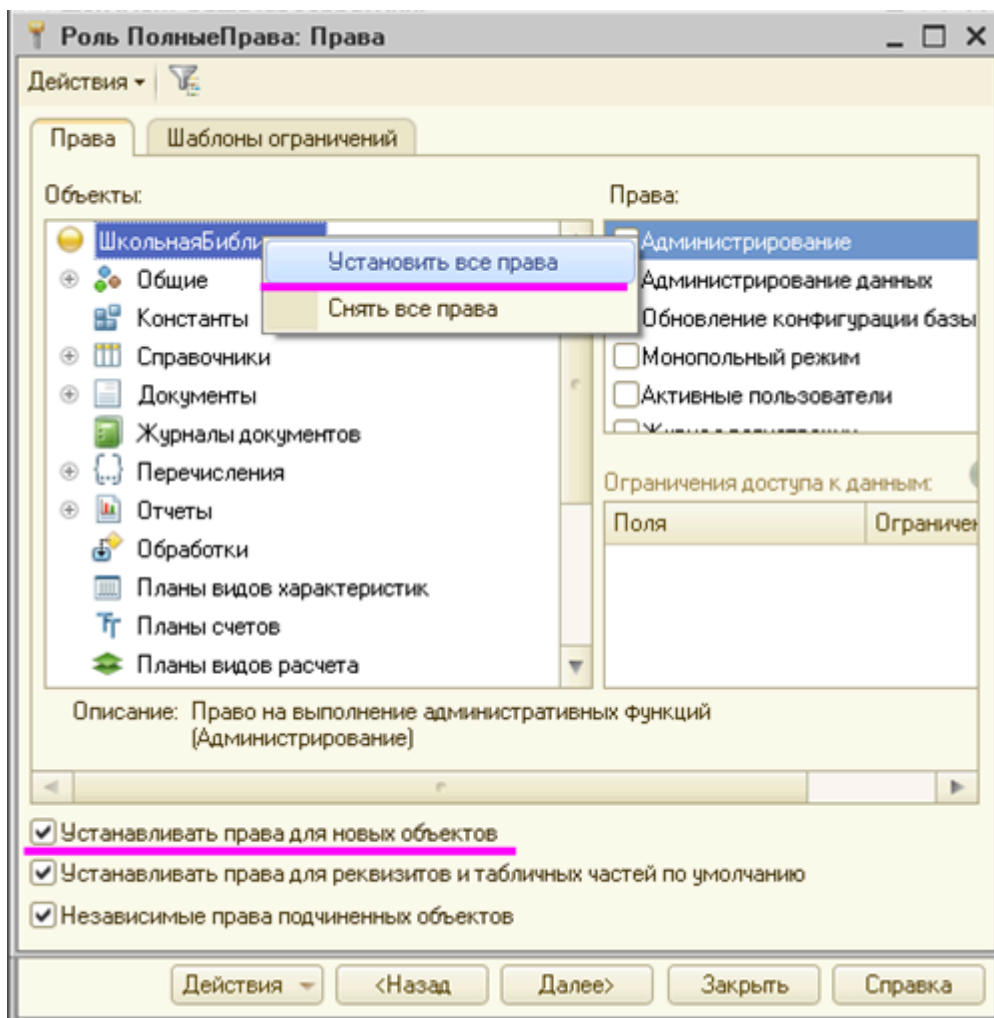 Роль ПолныеПрава: Права
Действия
Права
Шаблоны ограничений
Объекты:
ШкольнаяБибли
Общие
Константы
Справочники
Документы
Журналы документов
Перечисления
Отчеты
Обработки
Планы видов характеристик
Планы счетов
Планы видов расчета
Установить все права
Снять все права
Права:
Администрирование
Администрирование данных
Обновление конфигурации базы
Монопольный режим
Активные пользователи
Ограничения доступа к данным:
Поля
Ограничен
Описание: Право на выполнение административных функций
(Администрирование)
Устанавливать права для новых объектов
Устанавливать права для реквизитов и табличных частей по умолчанию
Независимые права подчиненных объектов
Действия
<Назад
Далее>
Закрыть
Справка